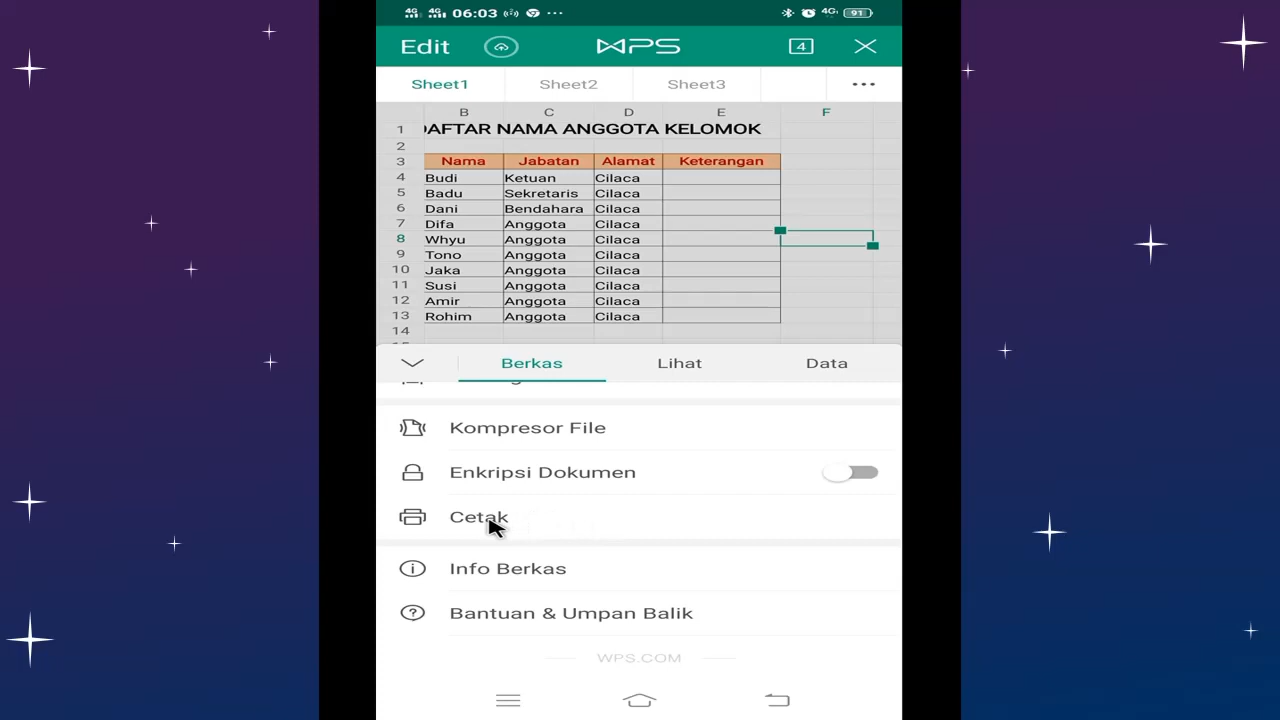 06:03 4G 91
Edit WPS 4
Sheet1 Sheet2 Sheet3
B C D E F
1 DAFTAR NAMA ANGGOTA KELOMOK
2
3 Nama Jabatan Alamat Keterangan
4 Budi Ketuan Cilaca
5 Badu Sekretaris Cilaca
6 Dani Bendahara Cilaca
7 Difa Anggota Cilaca
8 Whyu Anggota Cilaca
9 Tono Anggota Cilaca
10 Jaka Anggota Cilaca
11 Susi Anggota Cilaca
12 Amir Anggota Cilaca
13 Rohim Anggota Cilaca
14
Berkas Lihat Data
Kompresor File
Enkripsi Dokumen
Cetak
Info Berkas
Bantuan & Umpan Balik
WPS.COM